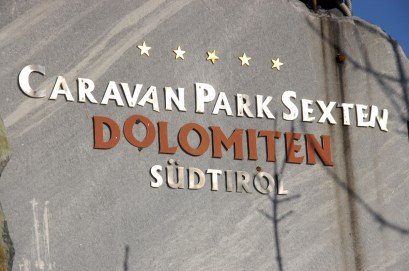 CARAVAN PARK SEXTEN
DOLOMITEN
SÜDTIROL